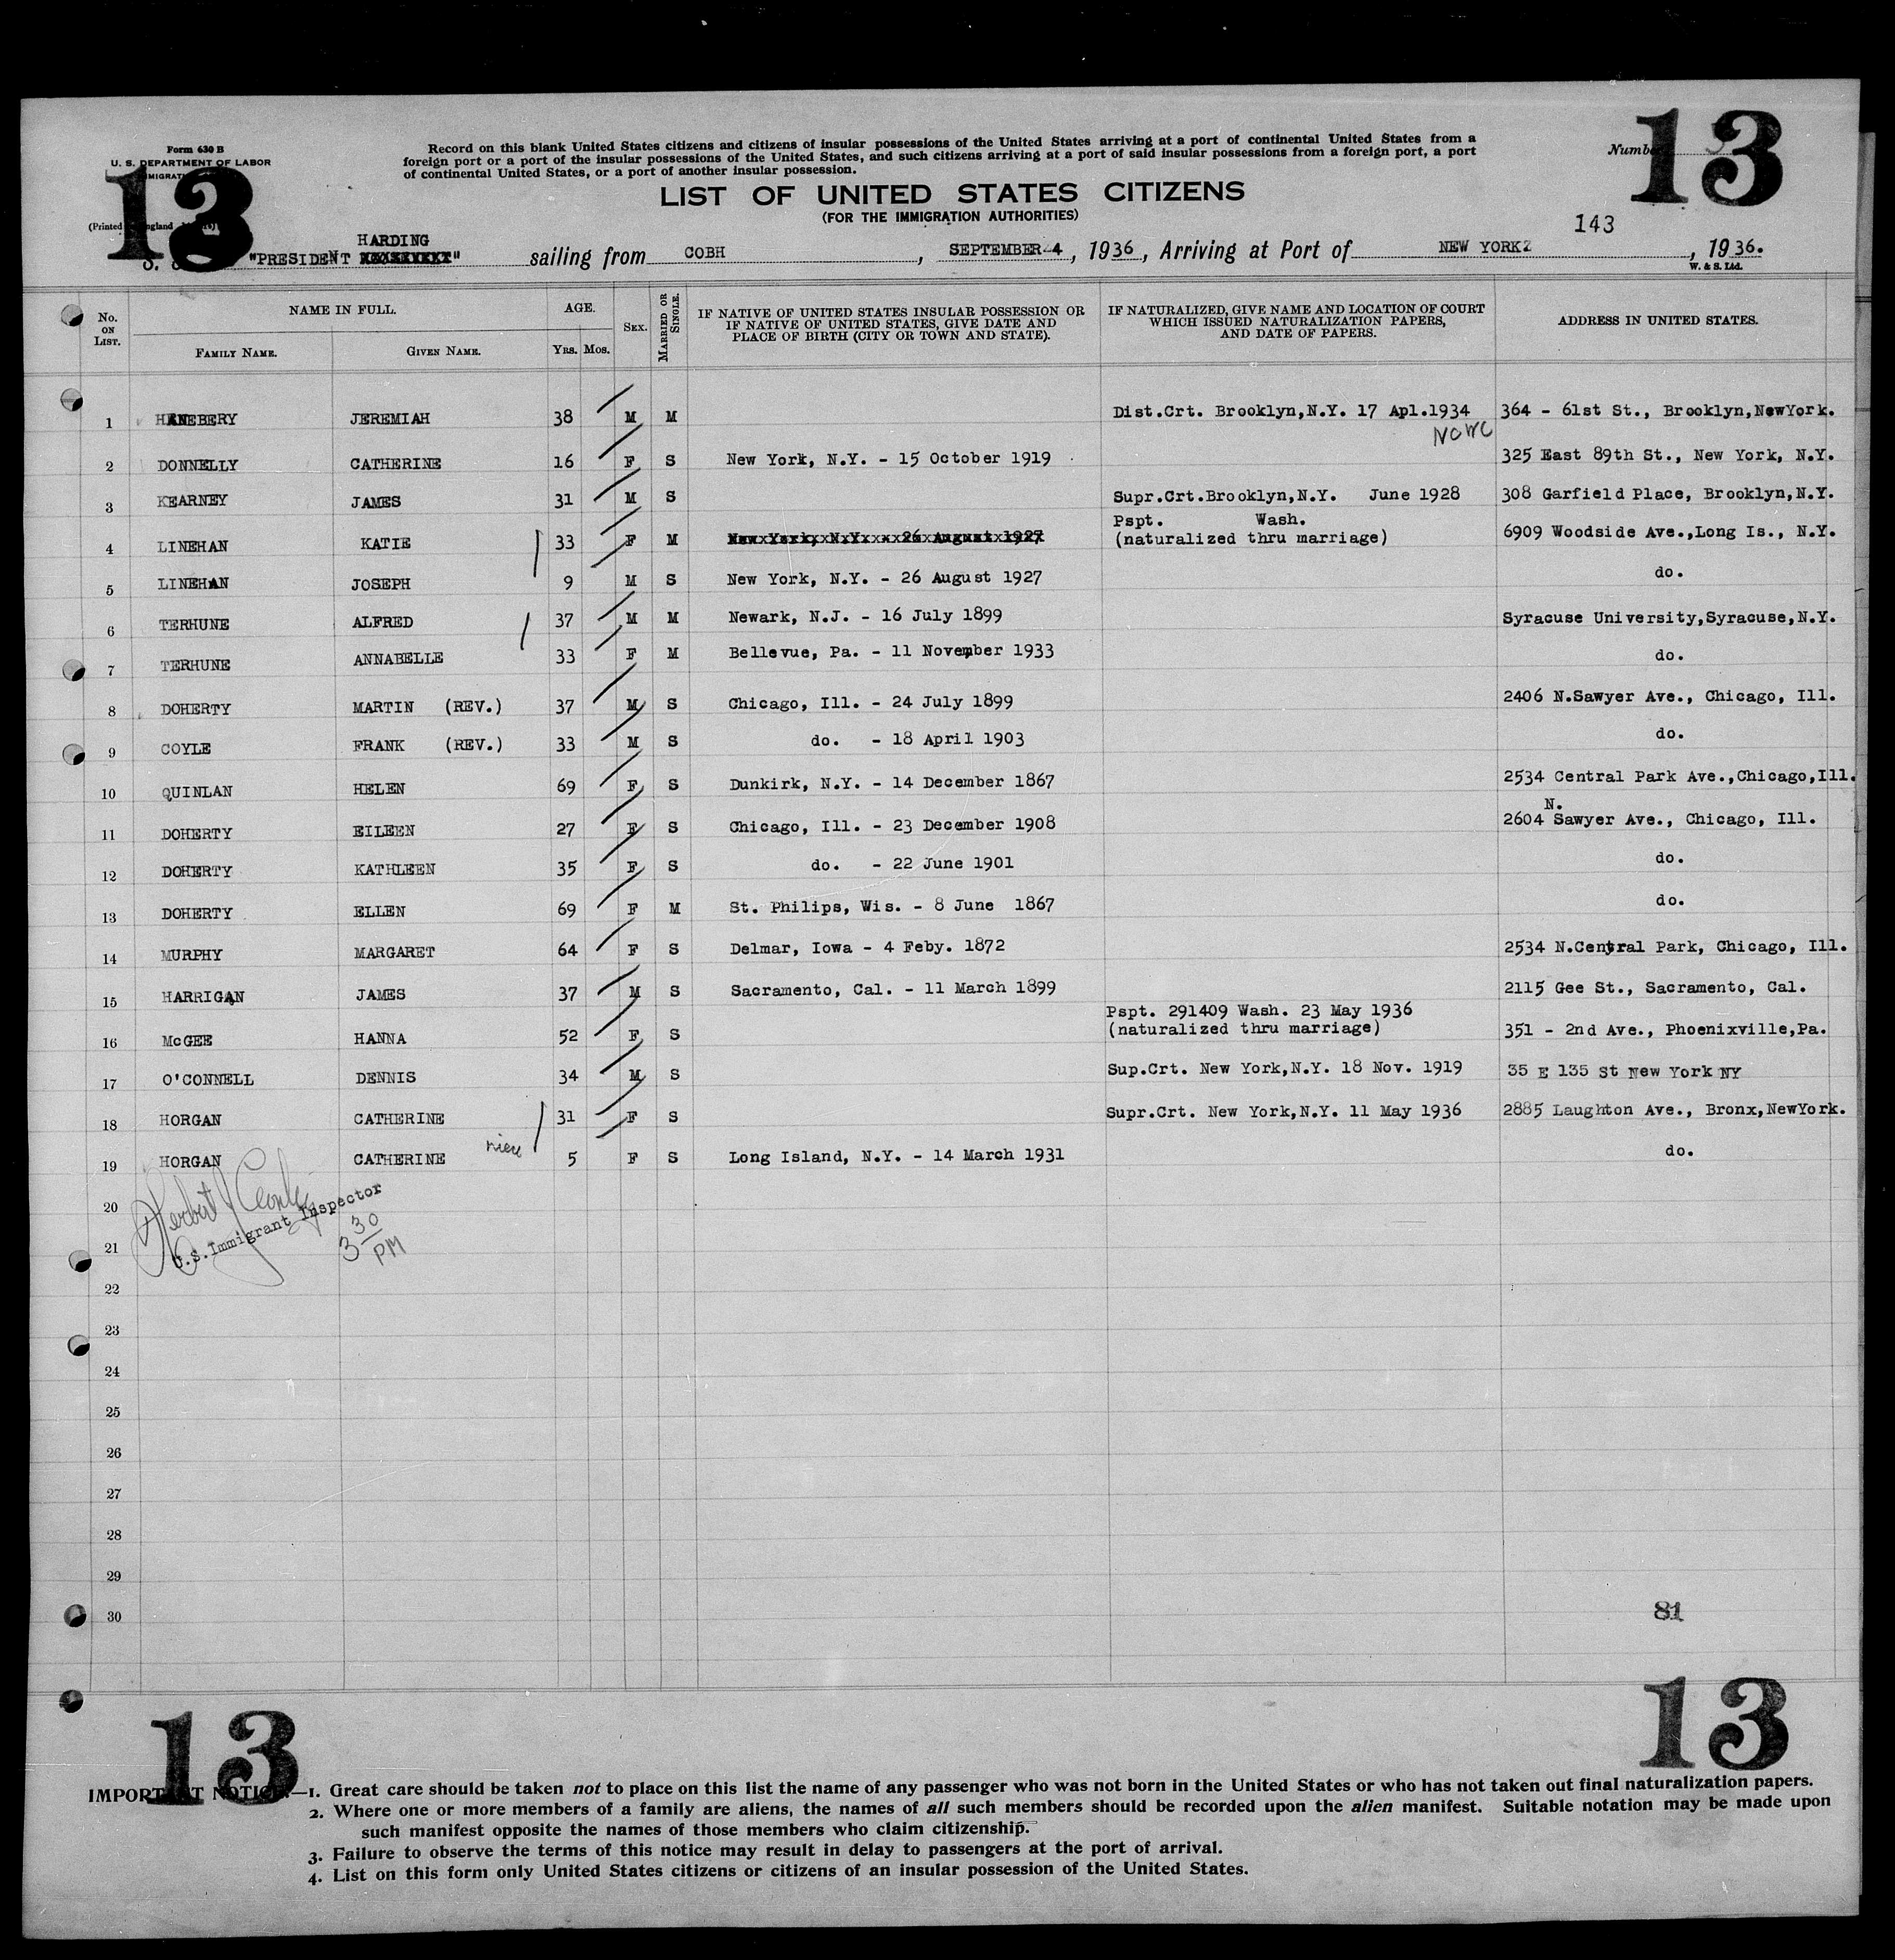 13
13
Form 630 B
U. S. DEPARTMENT OF LABOR
Record on this blank United States citizens and citizens of insular possessions of the United States arriving at a port of continental United States from a
foreign port or a port of the insular possessions of the United States, and such citizens arriving at a port of said insular possessions from a foreign port, a port
of continental United States, or a port of another insular possession.
LIST OF UNITED STATES CITIZENS
(FOR THE IMMIGRATION AUTHORITIES)
143
HARDING
"PRESIDENT " sailing from COBH, SEPTEMBER 4, 1936, Arriving at Port of NEW YORK, 1936.
W. & S. Ltd.
No. ON LIST. NAME IN FULL. FAMILY NAME. GIVEN NAME. AGE. YRS. MOS. SEX. MARRIED OR SINGLE. IF NATIVE OF UNITED STATES INSULAR POSSESSION OR IF NATIVE OF UNITED STATES, GIVE DATE AND PLACE OF BIRTH (CITY OR TOWN AND STATE). IF NATURALIZED, GIVE NAME AND LOCATION OF COURT WHICH ISSUED NATURALIZATION PAPERS, AND DATE OF PAPERS. ADDRESS IN UNITED STATES.
1 HANEBERY JEREMIAH 38 M M Dist.Crt. Brooklyn,N.Y. 17 Apl.1934 364 - 61st St., Brooklyn,NewYork.
2 DONNELLY CATHERINE 16 F S New York, N.Y. - 15 October 1919 325 East 89th St., New York, N.Y.
3 KEARNEY JAMES 31 M S Supr.Crt.Brooklyn,N.Y. June 1928 308 Garfield Place, Brooklyn,N.Y.
Pspt. Wash.
4 LINEHAN KATIE 33 F M New York, N.Y. - 26 August 1927 (naturalized thru marriage) 6909 Woodside Ave.,Long Is., N.Y.
5 LINEHAN JOSEPH 9 M S New York, N.Y. - 26 August 1927 do.
6 TERHUNE ALFRED 37 M M Newark, N.J. - 16 July 1899 Syracuse University,Syracuse,N.Y.
7 TERHUNE ANNABELLE 33 F M Bellevue, Pa. - 11 November 1933 do.
8 DOHERTY MARTIN (REV.) 37 M S Chicago, Ill. - 24 July 1899 2406 N.Sawyer Ave., Chicago, Ill.
9 COYLE FRANK (REV.) 33 M S do. - 18 April 1903 do.
10 QUINLAN HELEN 69 F S Dunkirk, N.Y. - 14 December 1867 2534 Central Park Ave.,Chicago,Ill.
N.
11 DOHERTY EILEEN 27 F S Chicago, Ill. - 23 December 1908 2604 Sawyer Ave., Chicago, Ill.
12 DOHERTY KATHLEEN 35 F S do. - 22 June 1901 do.
13 DOHERTY ELLEN 69 F M St. Philips, Wis. - 8 June 1867 do.
14 MURPHY MARGARET 64 F S Delmar, Iowa - 4 Feby. 1872 2534 N.Central Park, Chicago, Ill.
15 HARRIGAN JAMES 37 M S Sacramento, Cal. - 11 March 1899 2115 Gee St., Sacramento, Cal.
Pspt. 291409 Wash. 23 May 1936
16 McGEE HANNA 52 F S (naturalized thru marriage) 351 - 2nd Ave., Phoenixville,Pa.
17 O'CONNELL DENNIS 34 M S Sup.Crt. New York,N.Y. 18 Nov. 1919 35 E 135 St New York NY
18 HORGAN CATHERINE 31 F S Supr.Crt. New York,N.Y. 11 May 1936 2885 Laughton Ave., Bronx,NewYork.
19 HORGAN CATHERINE 5 F S Long Island, N.Y. - 14 March 1931 do.
20
U.S.Immigrant Inspector
3 30 PM
21
22
23
24
25
26
27
28
29
30
81
13
13
IMPORTANT NOTICE.—1. Great care should be taken not to place on this list the name of any passenger who was not born in the United States or who has not taken out final naturalization papers.
2. Where one or more members of a family are aliens, the names of all such members should be recorded upon the alien manifest. Suitable notation may be made upon
such manifest opposite the names of those members who claim citizenship.
3. Failure to observe the terms of this notice may result in delay to passengers at the port of arrival.
4. List on this form only United States citizens or citizens of an insular possession of the United States.